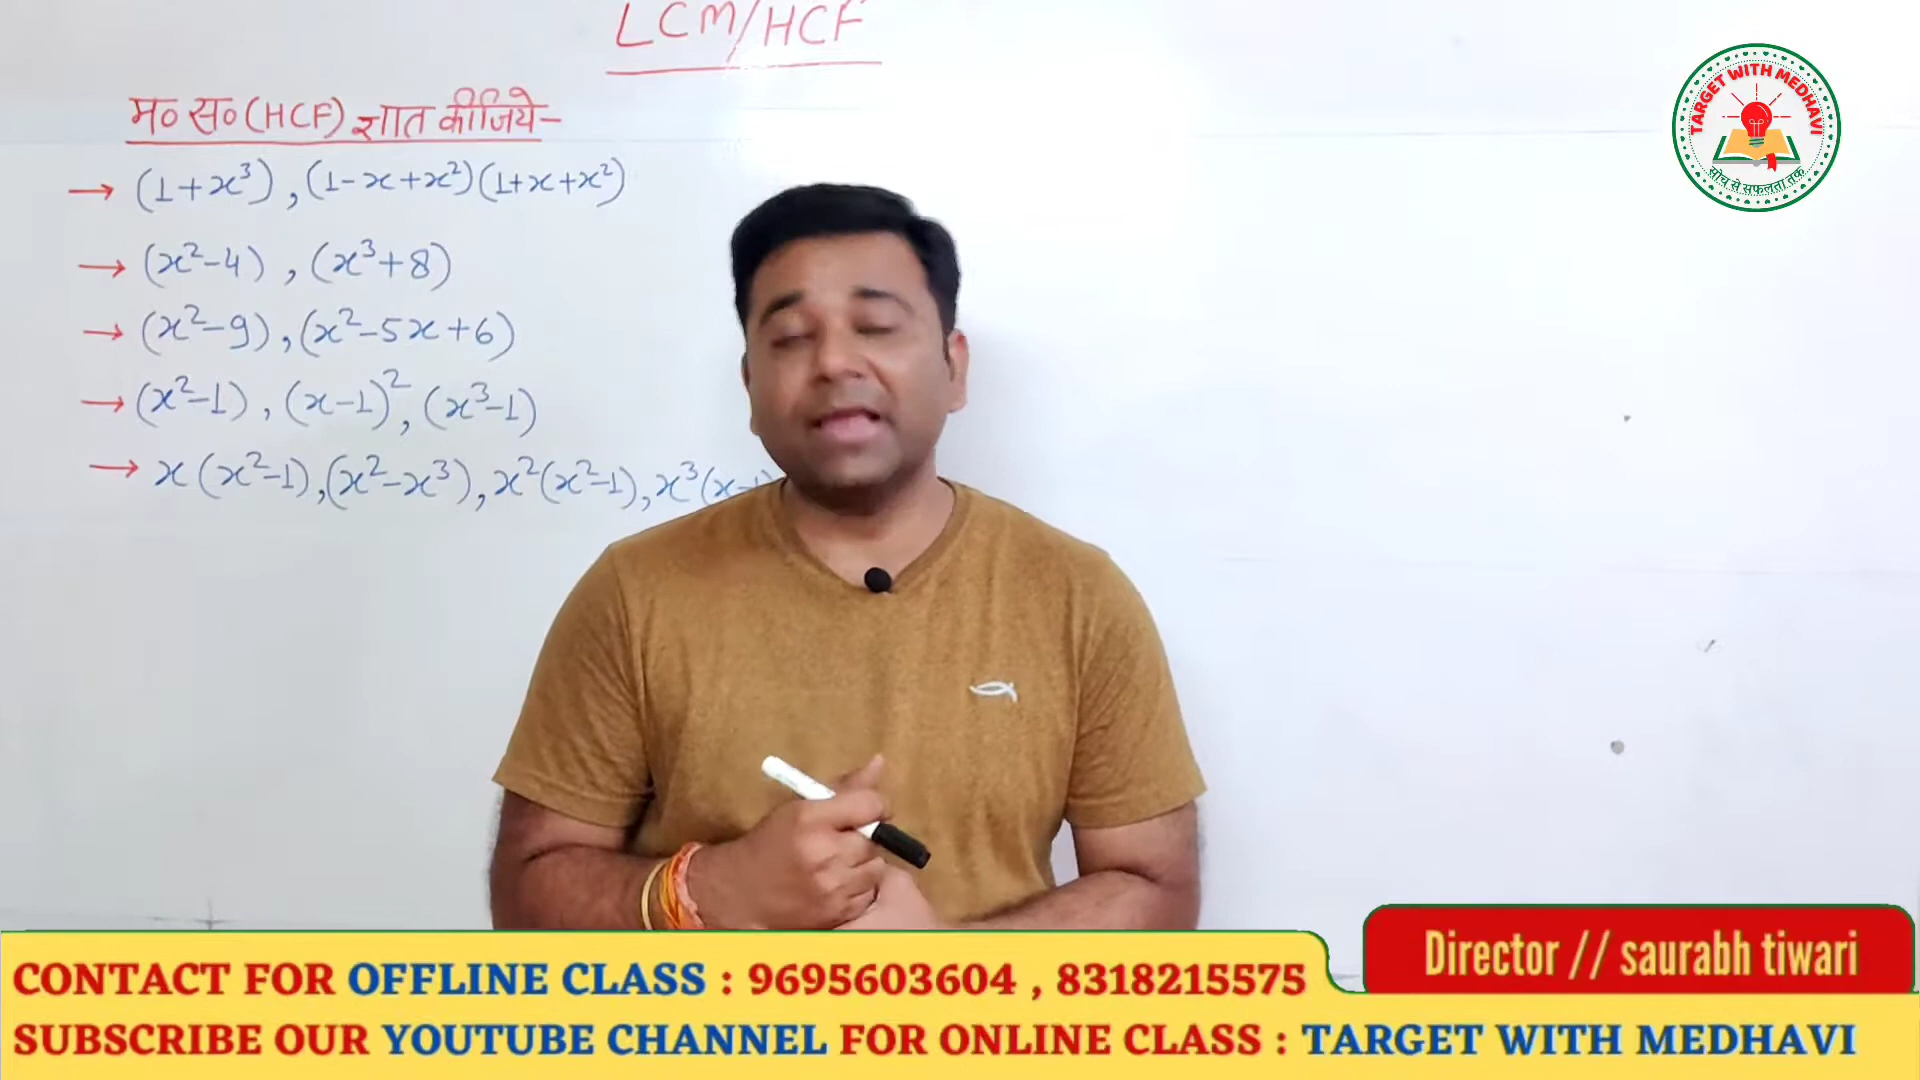 LCM/HCF
म० स० (HCF) ज्ञात कीजिये-
→ (1+x³), (1-x+x²)(1+x+x²)
→ (x²-4), (x³+8)
→ (x²-9), (x²-5x+6)
→ (x²-1), (x-1)², (x³-1)
→ x(x²-1), (x²-x³), x²(x²-1), x³(x-1)
TARGET WITH MEDHAVI
सोच से सफलता तक
Director // saurabh tiwari
CONTACT FOR OFFLINE CLASS : 9695603604 , 8318215575
SUBSCRIBE OUR YOUTUBE CHANNEL FOR ONLINE CLASS : TARGET WITH MEDHAVI